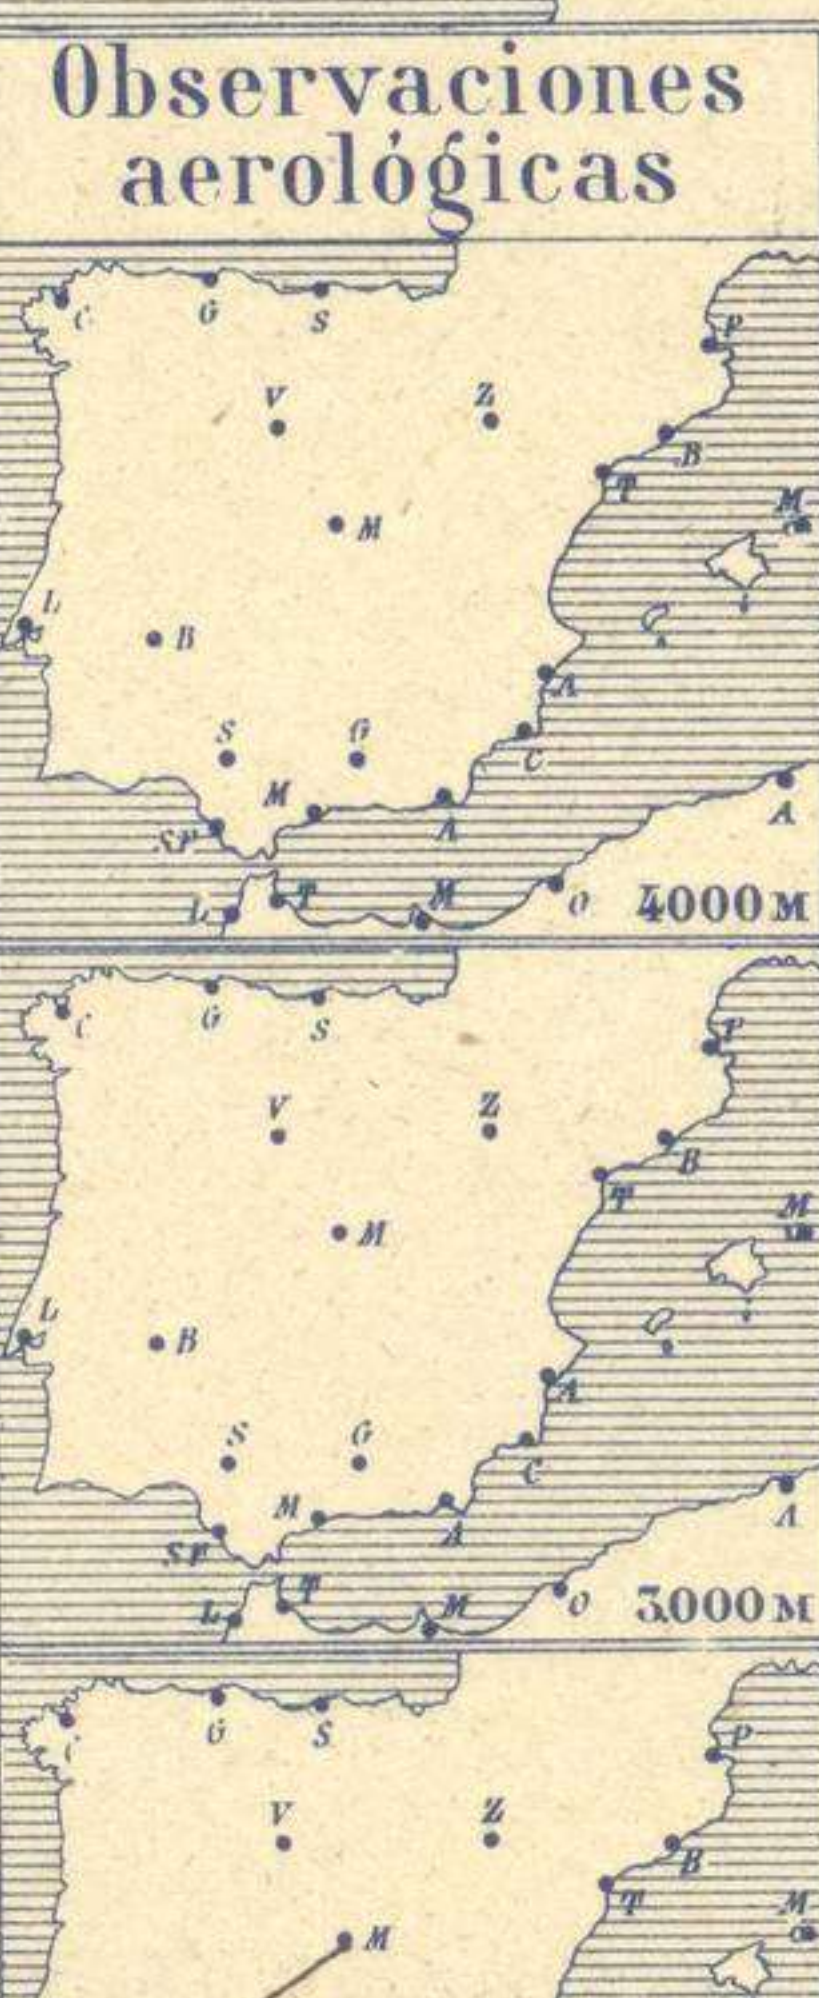 Observaciones
aerológicas
C G S P
V Z
B
T
M M
L
B
A
S G C
M A A
SF
L T M O 4000 M
C G S P
V Z
B
T
M M
L
B
A
S G C
M A A
SF
L T M O 3000 M
G S P
V Z
B
T
M M